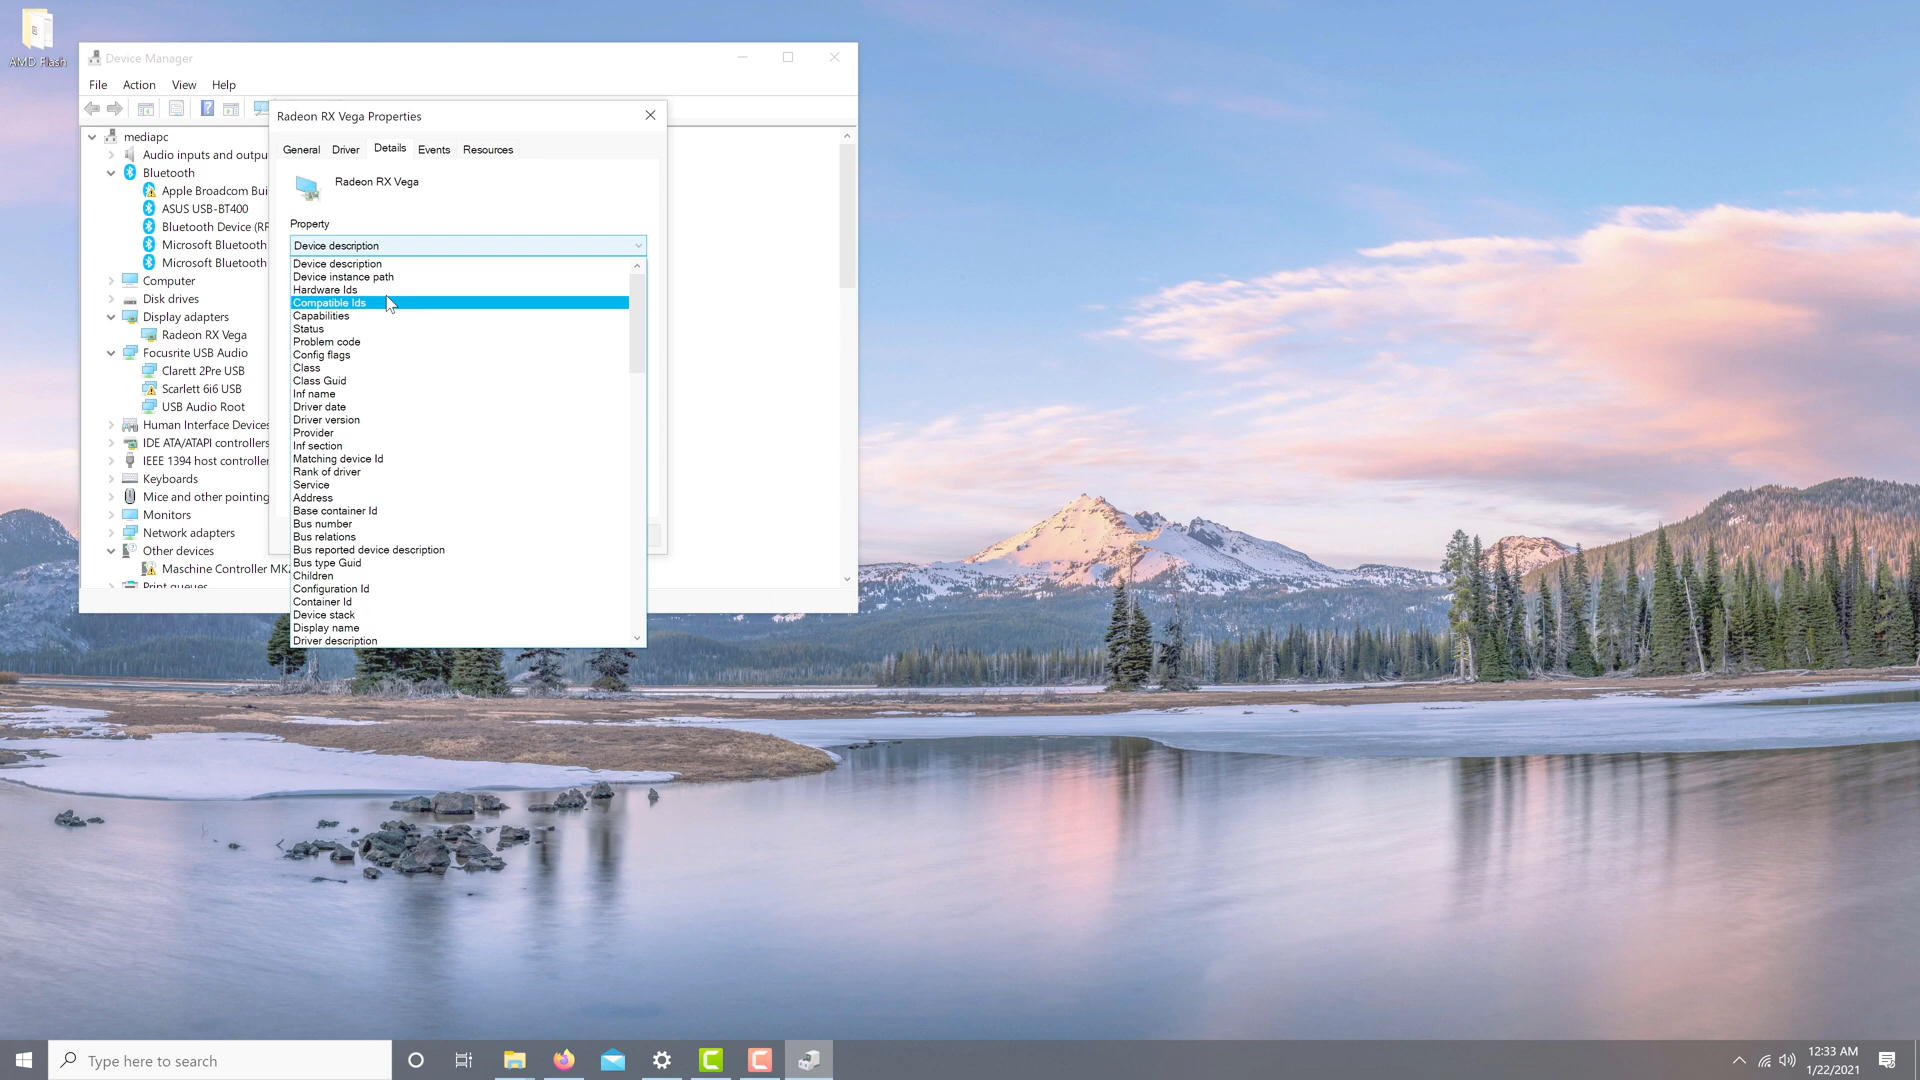 AMD Flash
Device Manager
File Action View Help
mediapc
Audio inputs and outpu
Bluetooth
Apple Broadcom Bui
ASUS USB-BT400
Bluetooth Device (RF
Microsoft Bluetooth
Microsoft Bluetooth
Computer
Disk drives
Display adapters
Radeon RX Vega
Focusrite USB Audio
Clarett 2Pre USB
Scarlett 6i6 USB
USB Audio Root
Human Interface Devices
IDE ATA/ATAPI controllers
IEEE 1394 host controller
Keyboards
Mice and other pointing
Monitors
Network adapters
Other devices
Maschine Controller MK2
Print queues
Radeon RX Vega Properties
General Driver Details Events Resources
Radeon RX Vega
Property
Device description
Device description
Device instance path
Hardware Ids
Compatible Ids
Capabilities
Status
Problem code
Config flags
Class
Class Guid
Inf name
Driver date
Driver version
Provider
Inf section
Matching device Id
Rank of driver
Service
Address
Base container Id
Bus number
Bus relations
Bus reported device description
Bus type Guid
Children
Configuration Id
Container Id
Device stack
Display name
Driver description
Type here to search
12:33 AM
1/22/2021